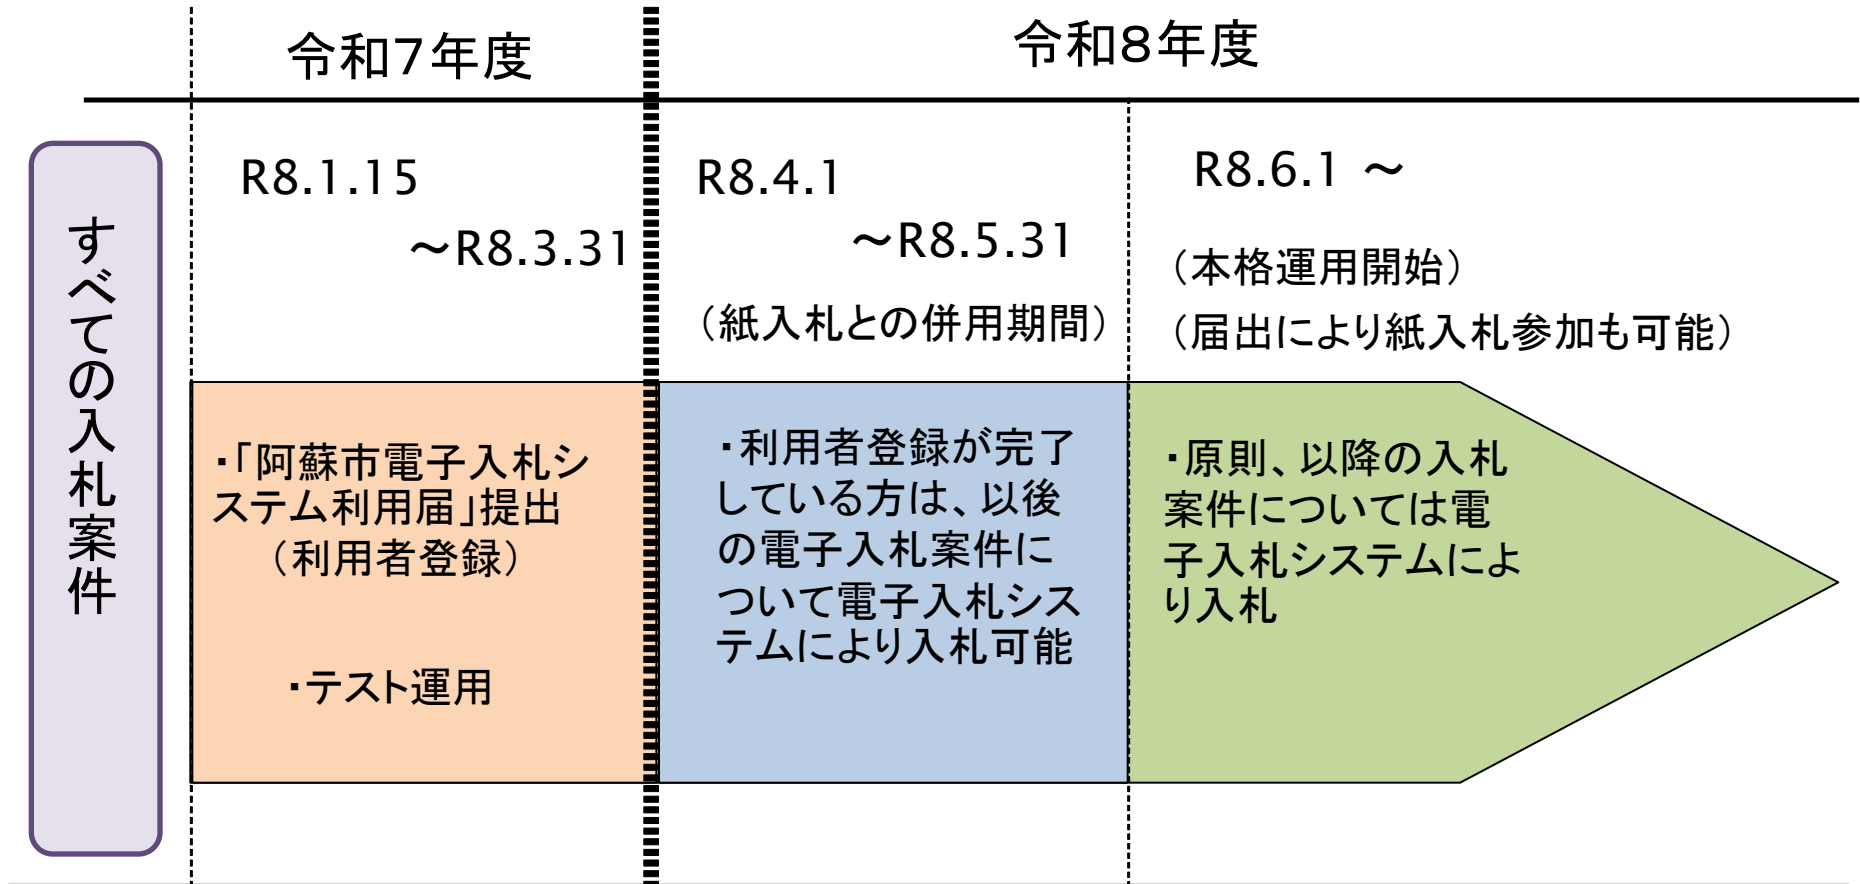 令和7年度
令和8年度
すべての入札案件
R8.1.15
～R8.3.31
R8.4.1
～R8.5.31
（紙入札との併用期間）
R8.6.1 ～
（本格運用開始）
（届出により紙入札参加も可能）
・「阿蘇市電子入札シ
ステム利用届」提出
（利用者登録）
・テスト運用
・利用者登録が完了
している方は、以後
の電子入札案件に
ついて電子入札シス
テムにより入札可能
・原則、以降の入札
案件については電
子入札システムによ
り入札